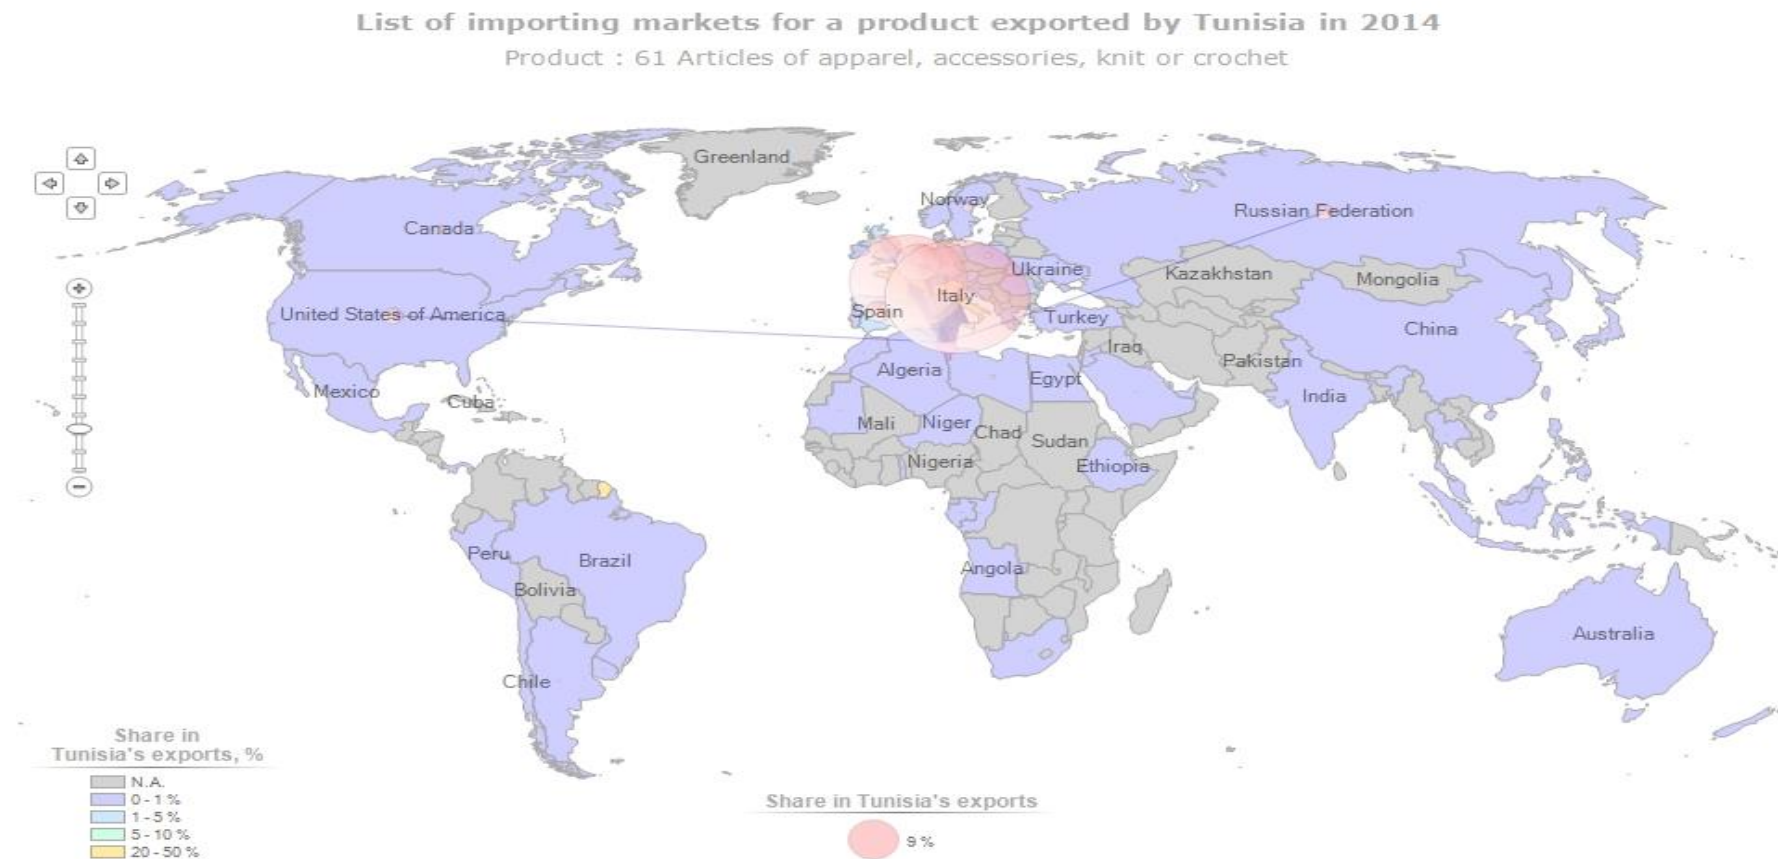 List of importing markets for a product exported by Tunisia in 2014
Product : 61 Articles of apparel, accessories, knit or crochet
Greenland
Norway
Russian Federation
Canada
Ukraine
Kazakhstan
Mongolia
Italy
United States of America
Spain
Turkey
China
Iraq
Pakistan
Algeria
Egypt
Mexico
India
Cuba
Mali
Niger
Chad
Sudan
Nigeria
Ethiopia
Peru
Brazil
Angola
Bolivia
Australia
Chile
Share in
Tunisia's exports, %
N.A.
0 - 1 %
1 - 5 %
5 - 10 %
20 - 50 %
Share in Tunisia's exports
9 %